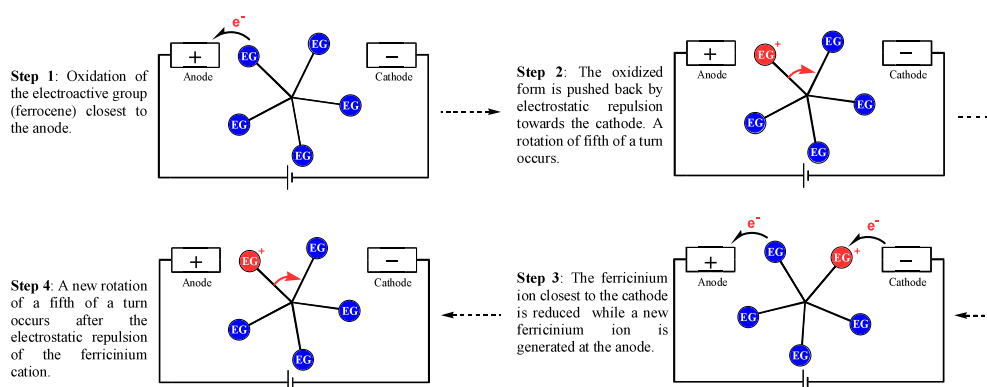 e-
EG EG
+ −
Anode Cathode
Step 1: Oxidation of
the electroactive group
(ferrocene) closest to
the anode.
EG
EG
EG
EG+ EG
+ −
Anode Cathode
Step 2: The oxidized
form is pushed back by
electrostatic repulsion
towards the cathode. A
rotation of fifth of a turn
occurs.
EG
EG
EG
e- e-
EG EG+
+ −
Anode Cathode
Step 3: The ferricinium
ion closest to the cathode
is reduced while a new
ferricinium ion is
generated at the anode.
EG
EG
EG
EG+ EG
+ −
Anode Cathode
Step 4: A new rotation
of a fifth of a turn
occurs after the
electrostatic repulsion
of the ferricinium
cation.
EG
EG
EG